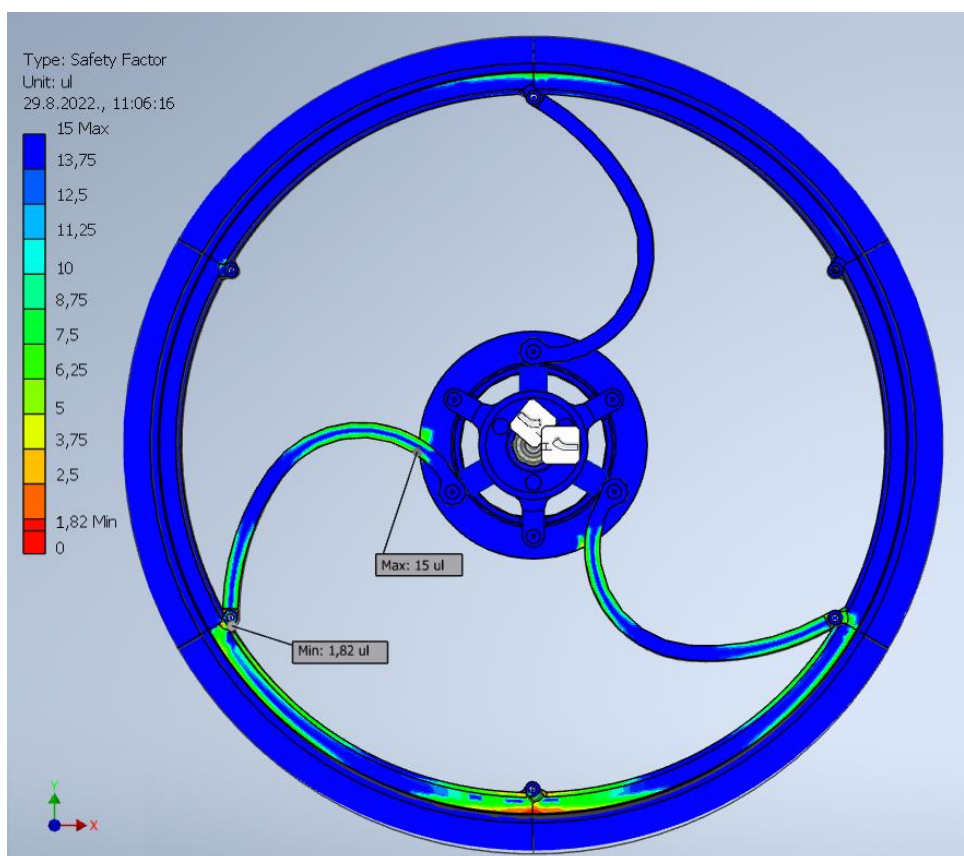 Type: Safety Factor
Unit: ul
29.8.2022., 11:06:16
15 Max
13,75
12,5
11,25
10
8,75
7,5
6,25
5
3,75
2,5
1,82 Min
0
Max: 15 ul
Min: 1,82 ul
Y
X